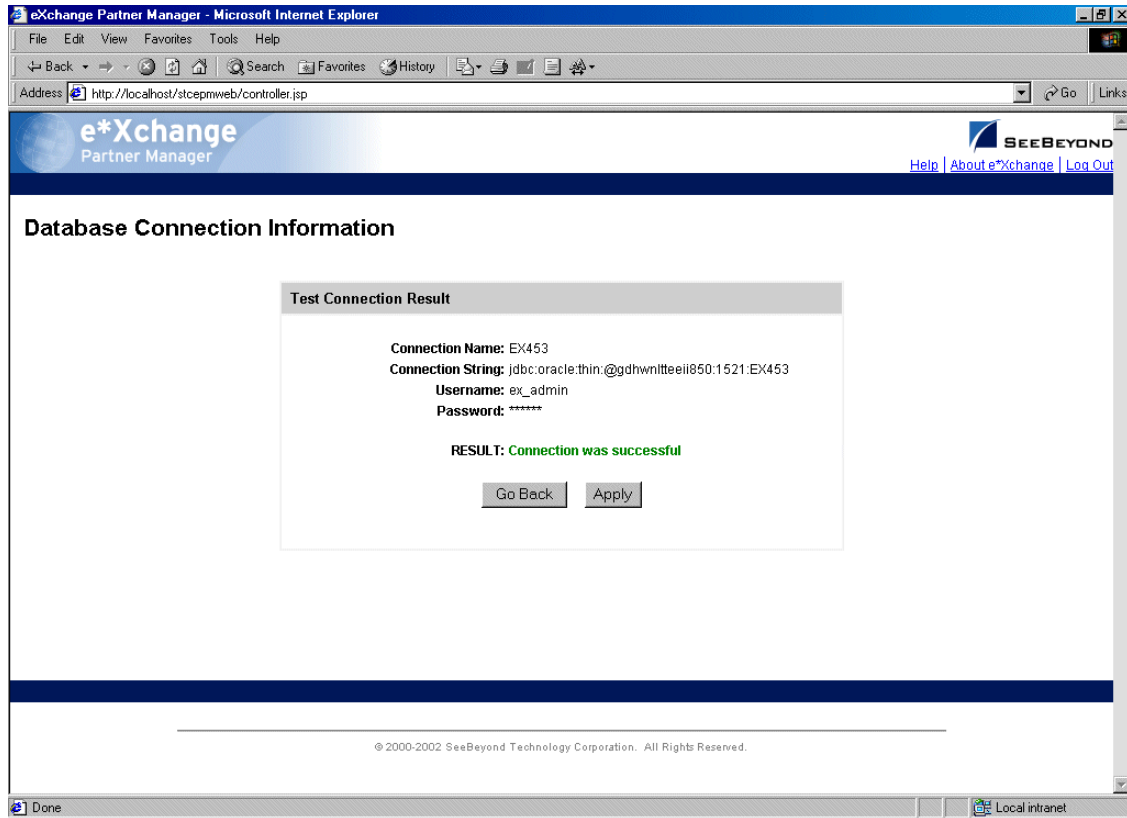 eXchange Partner Manager - Microsoft Internet Explorer
File Edit View Favorites Tools Help
Back Search Favorites History
Address http://localhost/stcepmweb/controller.jsp Go Links
e*Xchange
Partner Manager
SEEBEYOND
Help | About e*Xchange | Log Out
Database Connection Information
Test Connection Result
Connection Name: EX453
Connection String: jdbc:oracle:thin:@gdhwnltteeii850:1521:EX453
Username: ex_admin
Password: ******
RESULT: Connection was successful
Go Back Apply
© 2000-2002 SeeBeyond Technology Corporation. All Rights Reserved.
Done Local intranet